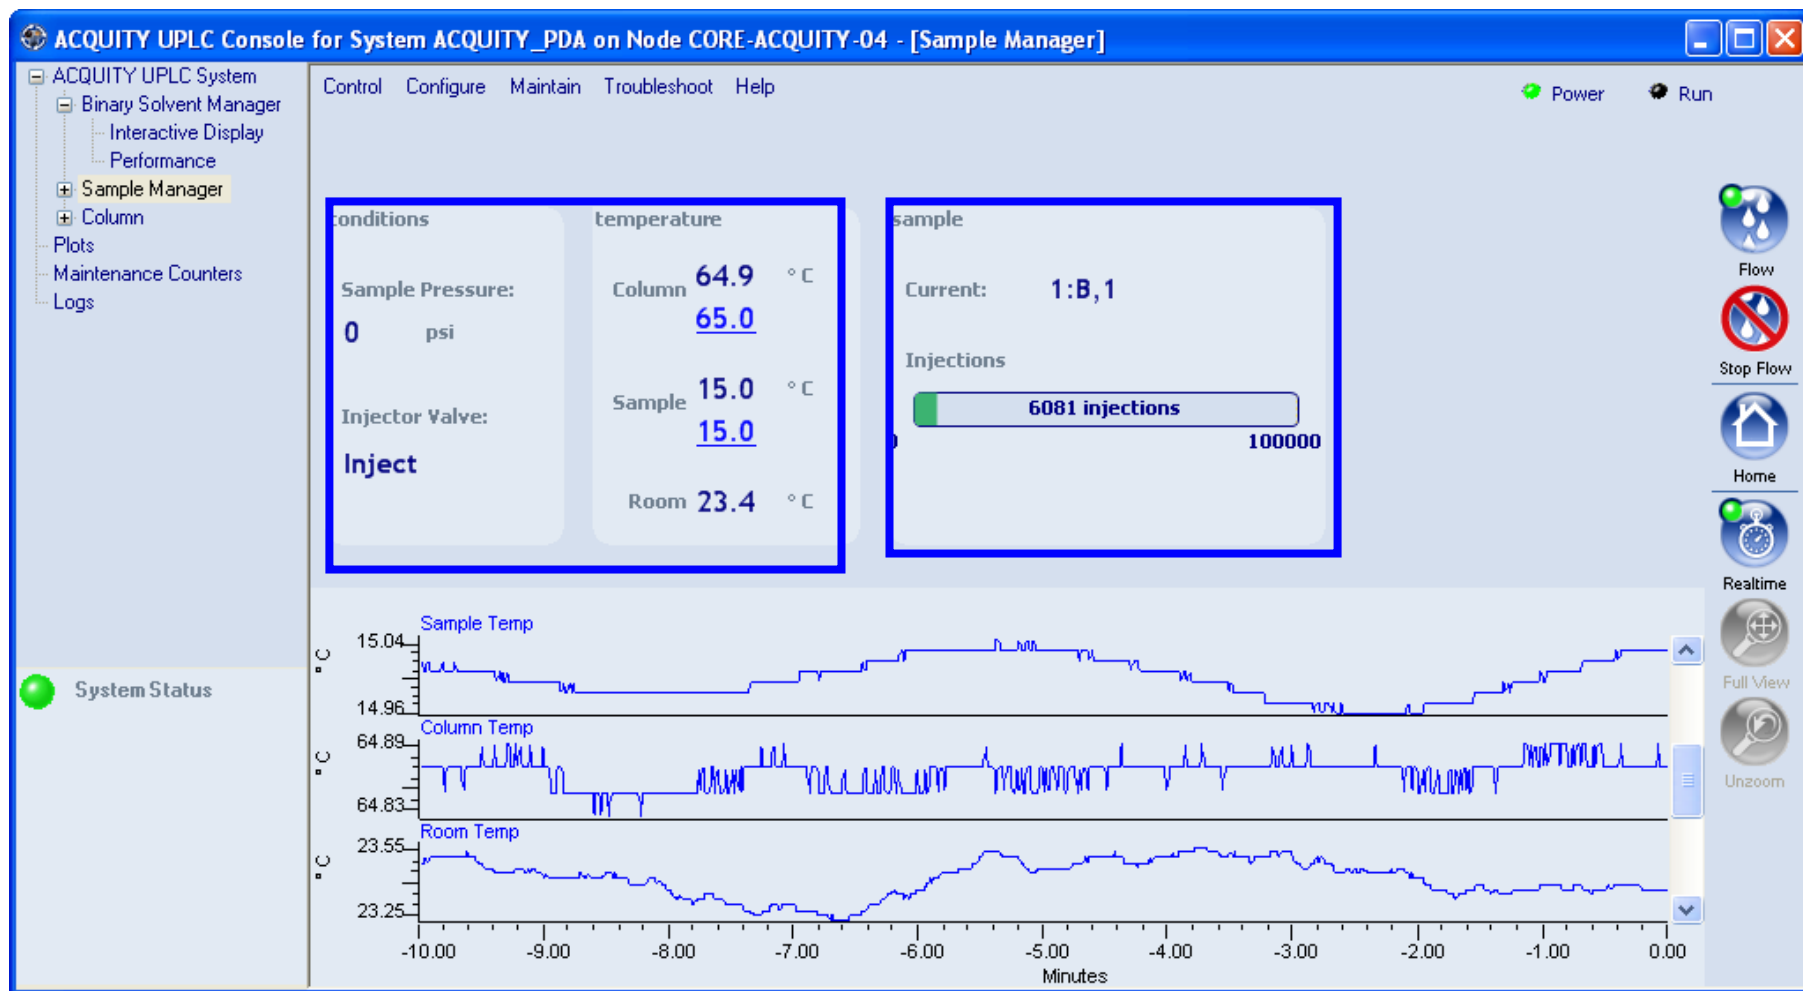 ACQUITY UPLC Console for System ACQUITY_PDA on Node CORE-ACQUITY-04 - [Sample Manager]
ACQUITY UPLC System
Binary Solvent Manager
Interactive Display
Performance
Sample Manager
Column
Plots
Maintenance Counters
Logs
System Status
Control Configure Maintain Troubleshoot Help
Power Run
conditions
Sample Pressure:
0 psi
Injector Valve:
Inject
temperature
Column 64.9 °C
65.0
Sample 15.0 °C
15.0
Room 23.4 °C
sample
Current: 1:B,1
Injections
6081 injections
0 100000
Flow
Stop Flow
Home
Realtime
Full View
Unzoom
Sample Temp
15.04
°C
14.96
Column Temp
64.89
°C
64.83
Room Temp
23.55
°C
23.25
-10.00 -9.00 -8.00 -7.00 -6.00 -5.00 -4.00 -3.00 -2.00 -1.00 0.00
Minutes